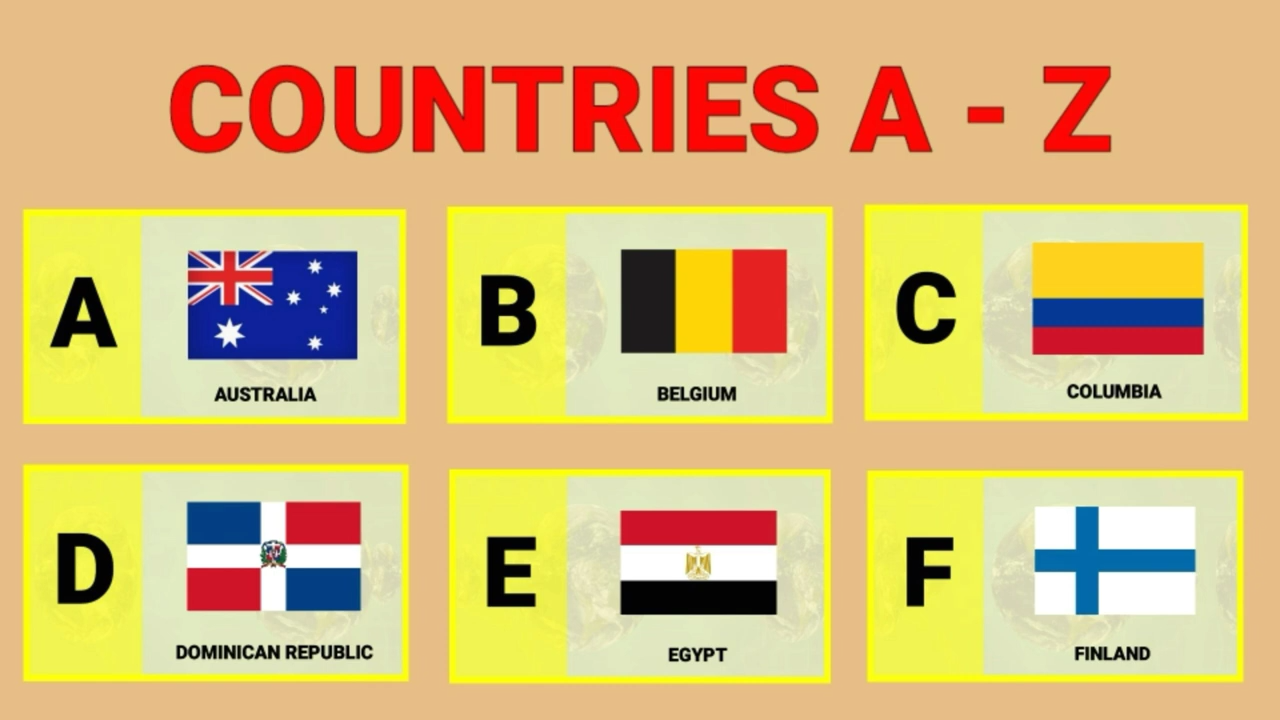 COUNTRIES A - Z
A
AUSTRALIA
B
BELGIUM
C
COLUMBIA
D
DOMINICAN REPUBLIC
E
EGYPT
F
FINLAND